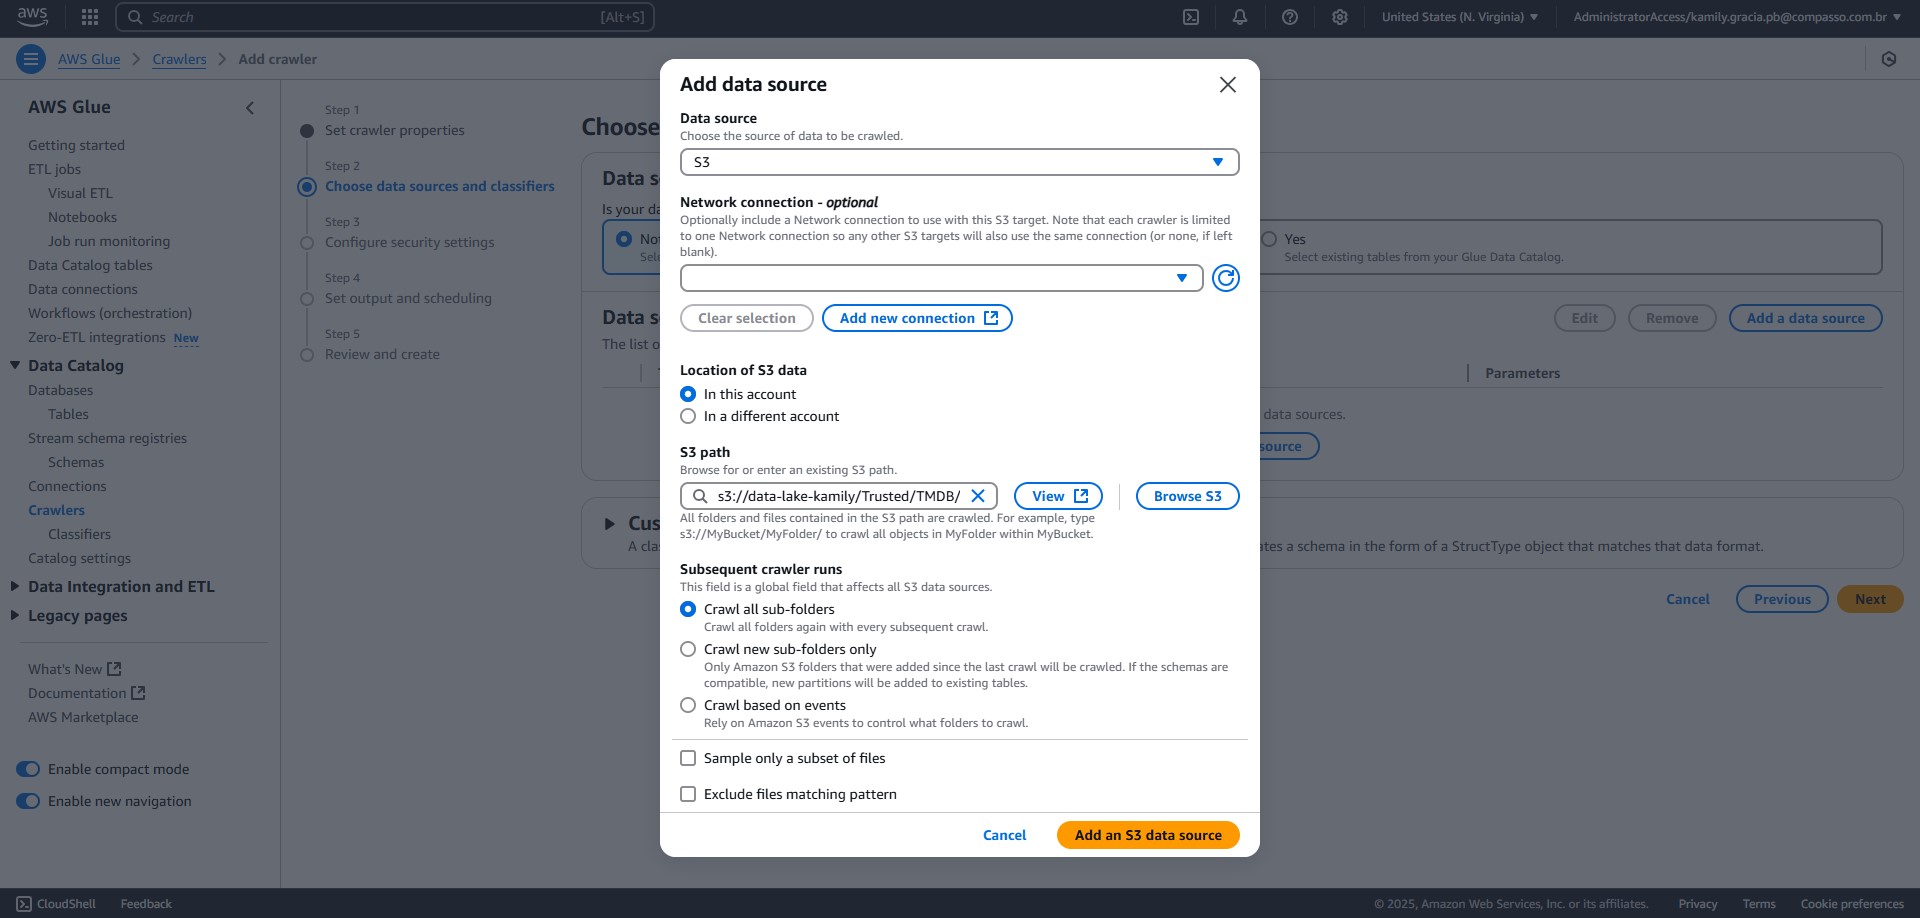 aws
Search
[Alt+S]
United States (N. Virginia)
AdministratorAccess/kamily.gracia.pb@compasso.com.br
AWS Glue
Crawlers
Add crawler
AWS Glue
Getting started
ETL jobs
Visual ETL
Notebooks
Job run monitoring
Data Catalog tables
Data connections
Workflows (orchestration)
Zero-ETL integrations New
Data Catalog
Databases
Tables
Stream schema registries
Schemas
Connections
Crawlers
Classifiers
Catalog settings
Data Integration and ETL
Legacy pages
What's New
Documentation
AWS Marketplace
Enable compact mode
Enable new navigation
Step 1
Set crawler properties
Step 2
Choose data sources and classifiers
Step 3
Configure security settings
Step 4
Set output and scheduling
Step 5
Review and create
Choose
Data s
Is your da
No
Sele
Yes
Select existing tables from your Glue Data Catalog.
Data s
The list o
Edit
Remove
Add a data source
Parameters
data sources.
source
Cus
A clas
ates a schema in the form of a StructType object that matches that data format.
Cancel
Previous
Next
Add data source
Data source
Choose the source of data to be crawled.
S3
Network connection - optional
Optionally include a Network connection to use with this S3 target. Note that each crawler is limited
to one Network connection so any other S3 targets will also use the same connection (or none, if left
blank).
Clear selection
Add new connection
Location of S3 data
In this account
In a different account
S3 path
Browse for or enter an existing S3 path.
s3://data-lake-kamily/Trusted/TMDB/
View
Browse S3
All folders and files contained in the S3 path are crawled. For example, type
s3://MyBucket/MyFolder/ to crawl all objects in MyFolder within MyBucket.
Subsequent crawler runs
This field is a global field that affects all S3 data sources.
Crawl all sub-folders
Crawl all folders again with every subsequent crawl.
Crawl new sub-folders only
Only Amazon S3 folders that were added since the last crawl will be crawled. If the schemas are
compatible, new partitions will be added to existing tables.
Crawl based on events
Rely on Amazon S3 events to control what folders to crawl.
Sample only a subset of files
Exclude files matching pattern
Cancel
Add an S3 data source
CloudShell
Feedback
© 2025, Amazon Web Services, Inc. or its affiliates.
Privacy
Terms
Cookie preferences